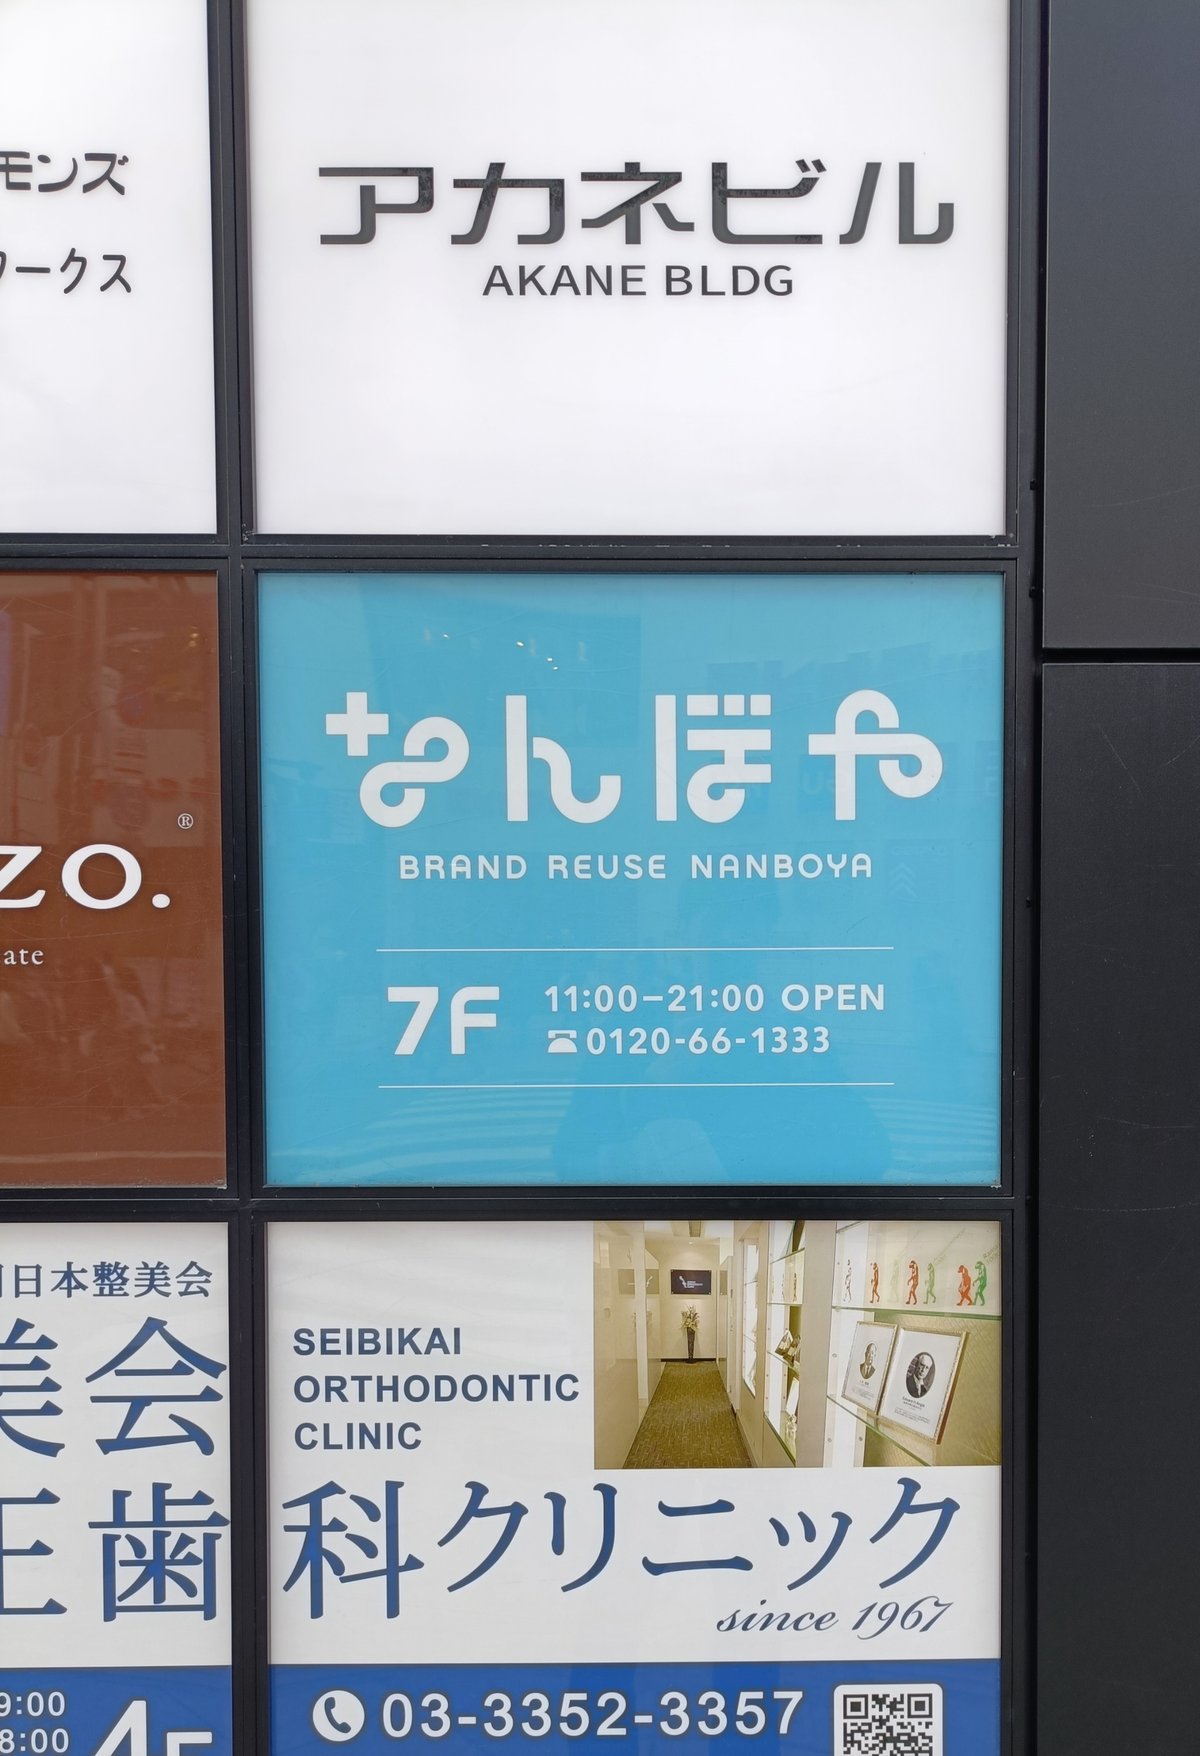 モンズ
ークス
アカネビル
AKANE BLDG
zo.
®
ate
なんぼや
BRAND REUSE NANBOYA
7F
11:00–21:00 OPEN
0120-66-1333
日本整美会
美会
正歯
9:00
8:00
4F
SEIBIKAI
ORTHODONTIC
CLINIC
科クリニック
since 1967
03-3352-3357